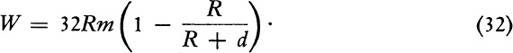 W = 32Rm(1 − R/(R + d)). (32)